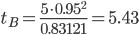 t_B = \frac{5 \cdot 0.95^2}{0.83121} = 5.43